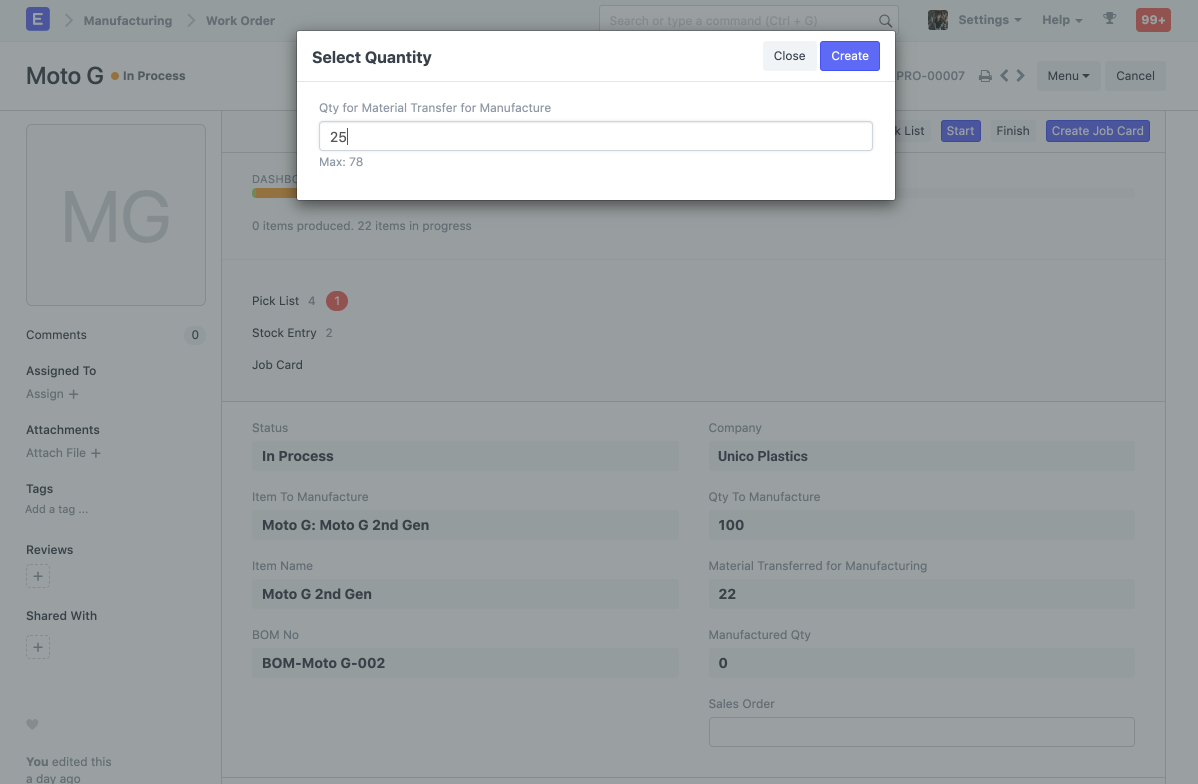 E
Manufacturing
Work Order
Search or type a command (Ctrl + G)
Settings
Help
99+
Moto G
In Process
PRO-00007
Menu
Cancel
Select Quantity
Close
Create
Qty for Material Transfer for Manufacture
25
Max: 78
k List
Start
Finish
Create Job Card
MG
DASHBO
0 items produced. 22 items in progress
Pick List 4 1
Stock Entry 2
Job Card
Comments 0
Assigned To
Assign +
Attachments
Attach File +
Tags
Add a tag ...
Reviews
+
Shared With
+
You edited this
a day ago
Status
In Process
Item To Manufacture
Moto G: Moto G 2nd Gen
Item Name
Moto G 2nd Gen
BOM No
BOM-Moto G-002
Company
Unico Plastics
Qty To Manufacture
100
Material Transferred for Manufacturing
22
Manufactured Qty
0
Sales Order